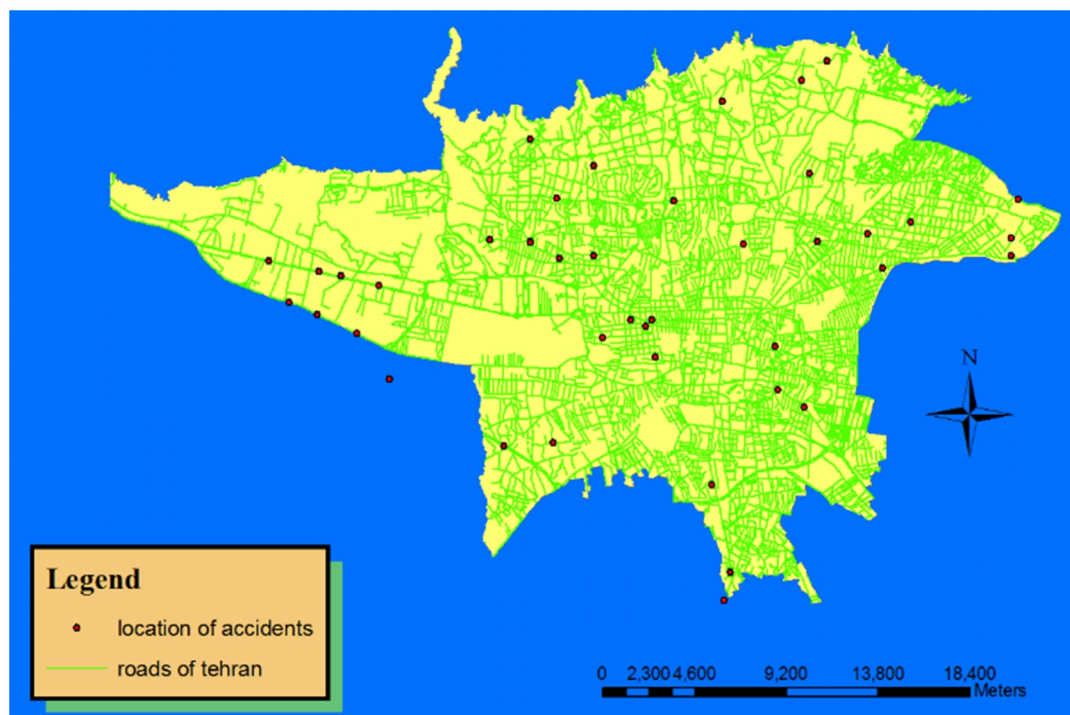 N
Legend
location of accidents
roads of tehran
0 2,300 4,600 9,200 13,800 18,400
Meters